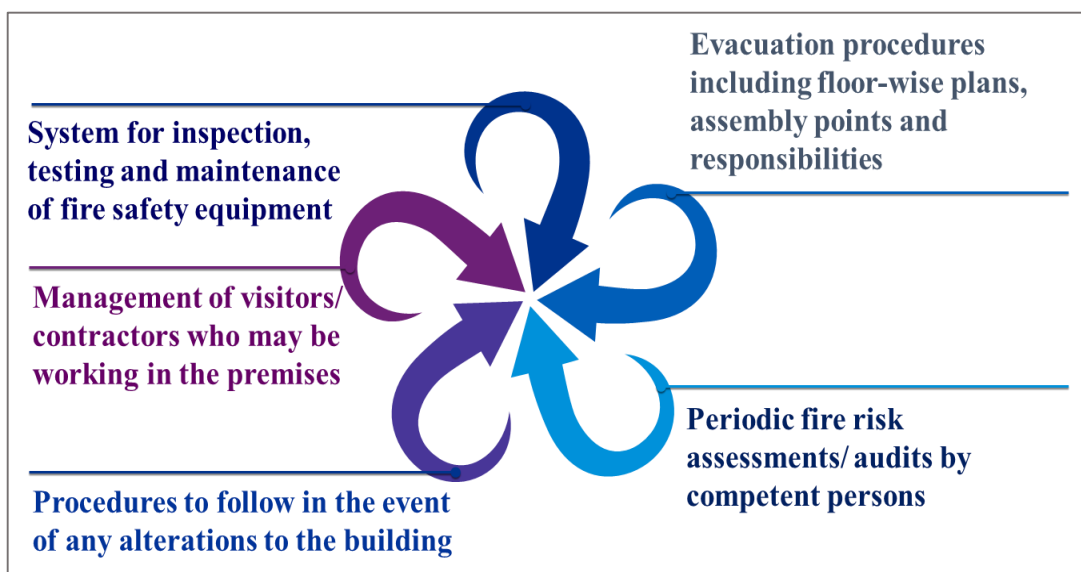 System for inspection,
testing and maintenance
of fire safety equipment
Management of visitors/
contractors who may be
working in the premises
Procedures to follow in the event
of any alterations to the building
Evacuation procedures
including floor-wise plans,
assembly points and
responsibilities
Periodic fire risk
assessments/ audits by
competent persons